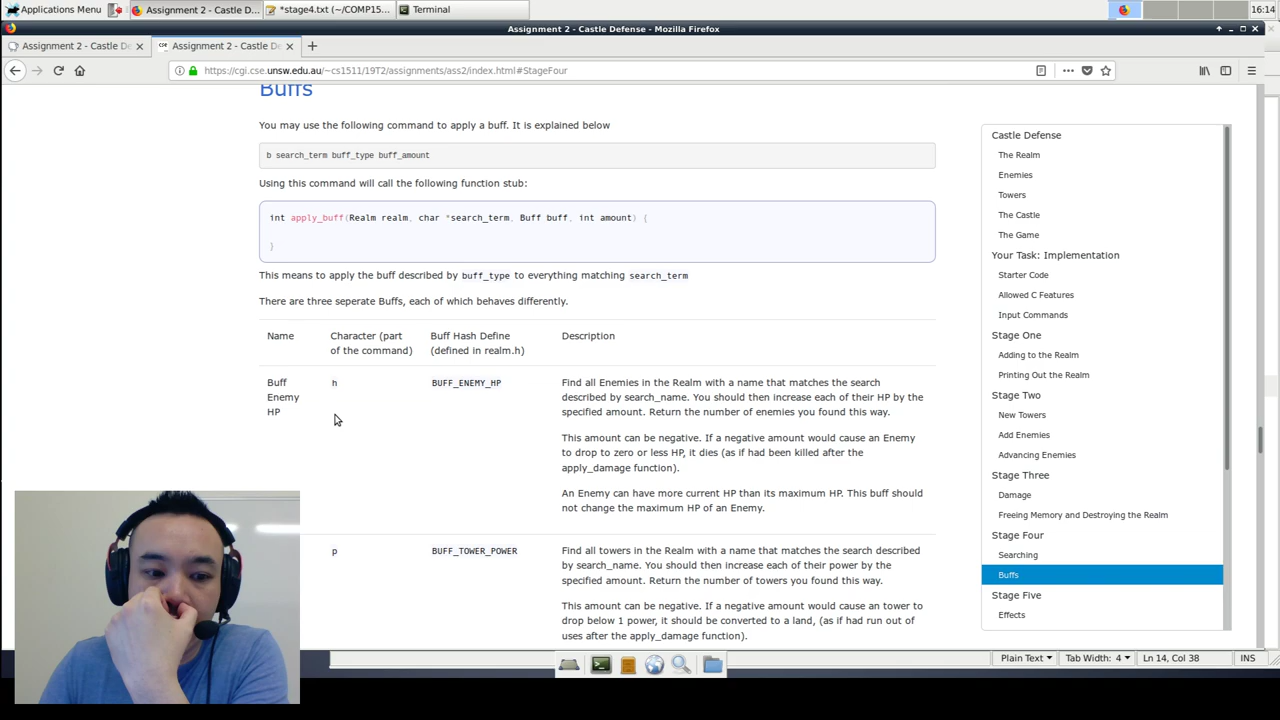 Applications Menu
Assignment 2 - Castle D...
*stage4.txt (~/COMP15...
Terminal
16:14
Assignment 2 - Castle Defense - Mozilla Firefox
Assignment 2 - Castle De
Assignment 2 - Castle De
https://cgi.cse.unsw.edu.au/~cs1511/19T2/assignments/ass2/index.html#StageFour
Buffs
You may use the following command to apply a buff. It is explained below
b search_term buff_type buff_amount
Using this command will call the following function stub:
int apply_buff(Realm realm, char *search_term, Buff buff, int amount) {
}
This means to apply the buff described by buff_type to everything matching search_term
There are three seperate Buffs, each of which behaves differently.
Name
Character (part
of the command)
Buff Hash Define
(defined in realm.h)
Description
Buff
Enemy
HP
h
BUFF_ENEMY_HP
Find all Enemies in the Realm with a name that matches the search
described by search_name. You should then increase each of their HP by the
specified amount. Return the number of enemies you found this way.
This amount can be negative. If a negative amount would cause an Enemy
to drop to zero or less HP, it dies (as if had been killed after the
apply_damage function).
An Enemy can have more current HP than its maximum HP. This buff should
not change the maximum HP of an Enemy.
p
BUFF_TOWER_POWER
Find all towers in the Realm with a name that matches the search described
by search_name. You should then increase each of their power by the
specified amount. Return the number of towers you found this way.
This amount can be negative. If a negative amount would cause an tower to
drop below 1 power, it should be converted to a land, (as if had run out of
uses after the apply_damage function).
Castle Defense
The Realm
Enemies
Towers
The Castle
The Game
Your Task: Implementation
Starter Code
Allowed C Features
Input Commands
Stage One
Adding to the Realm
Printing Out the Realm
Stage Two
New Towers
Add Enemies
Advancing Enemies
Stage Three
Damage
Freeing Memory and Destroying the Realm
Stage Four
Searching
Buffs
Stage Five
Effects
Plain Text
Tab Width: 4
Ln 14, Col 38
INS